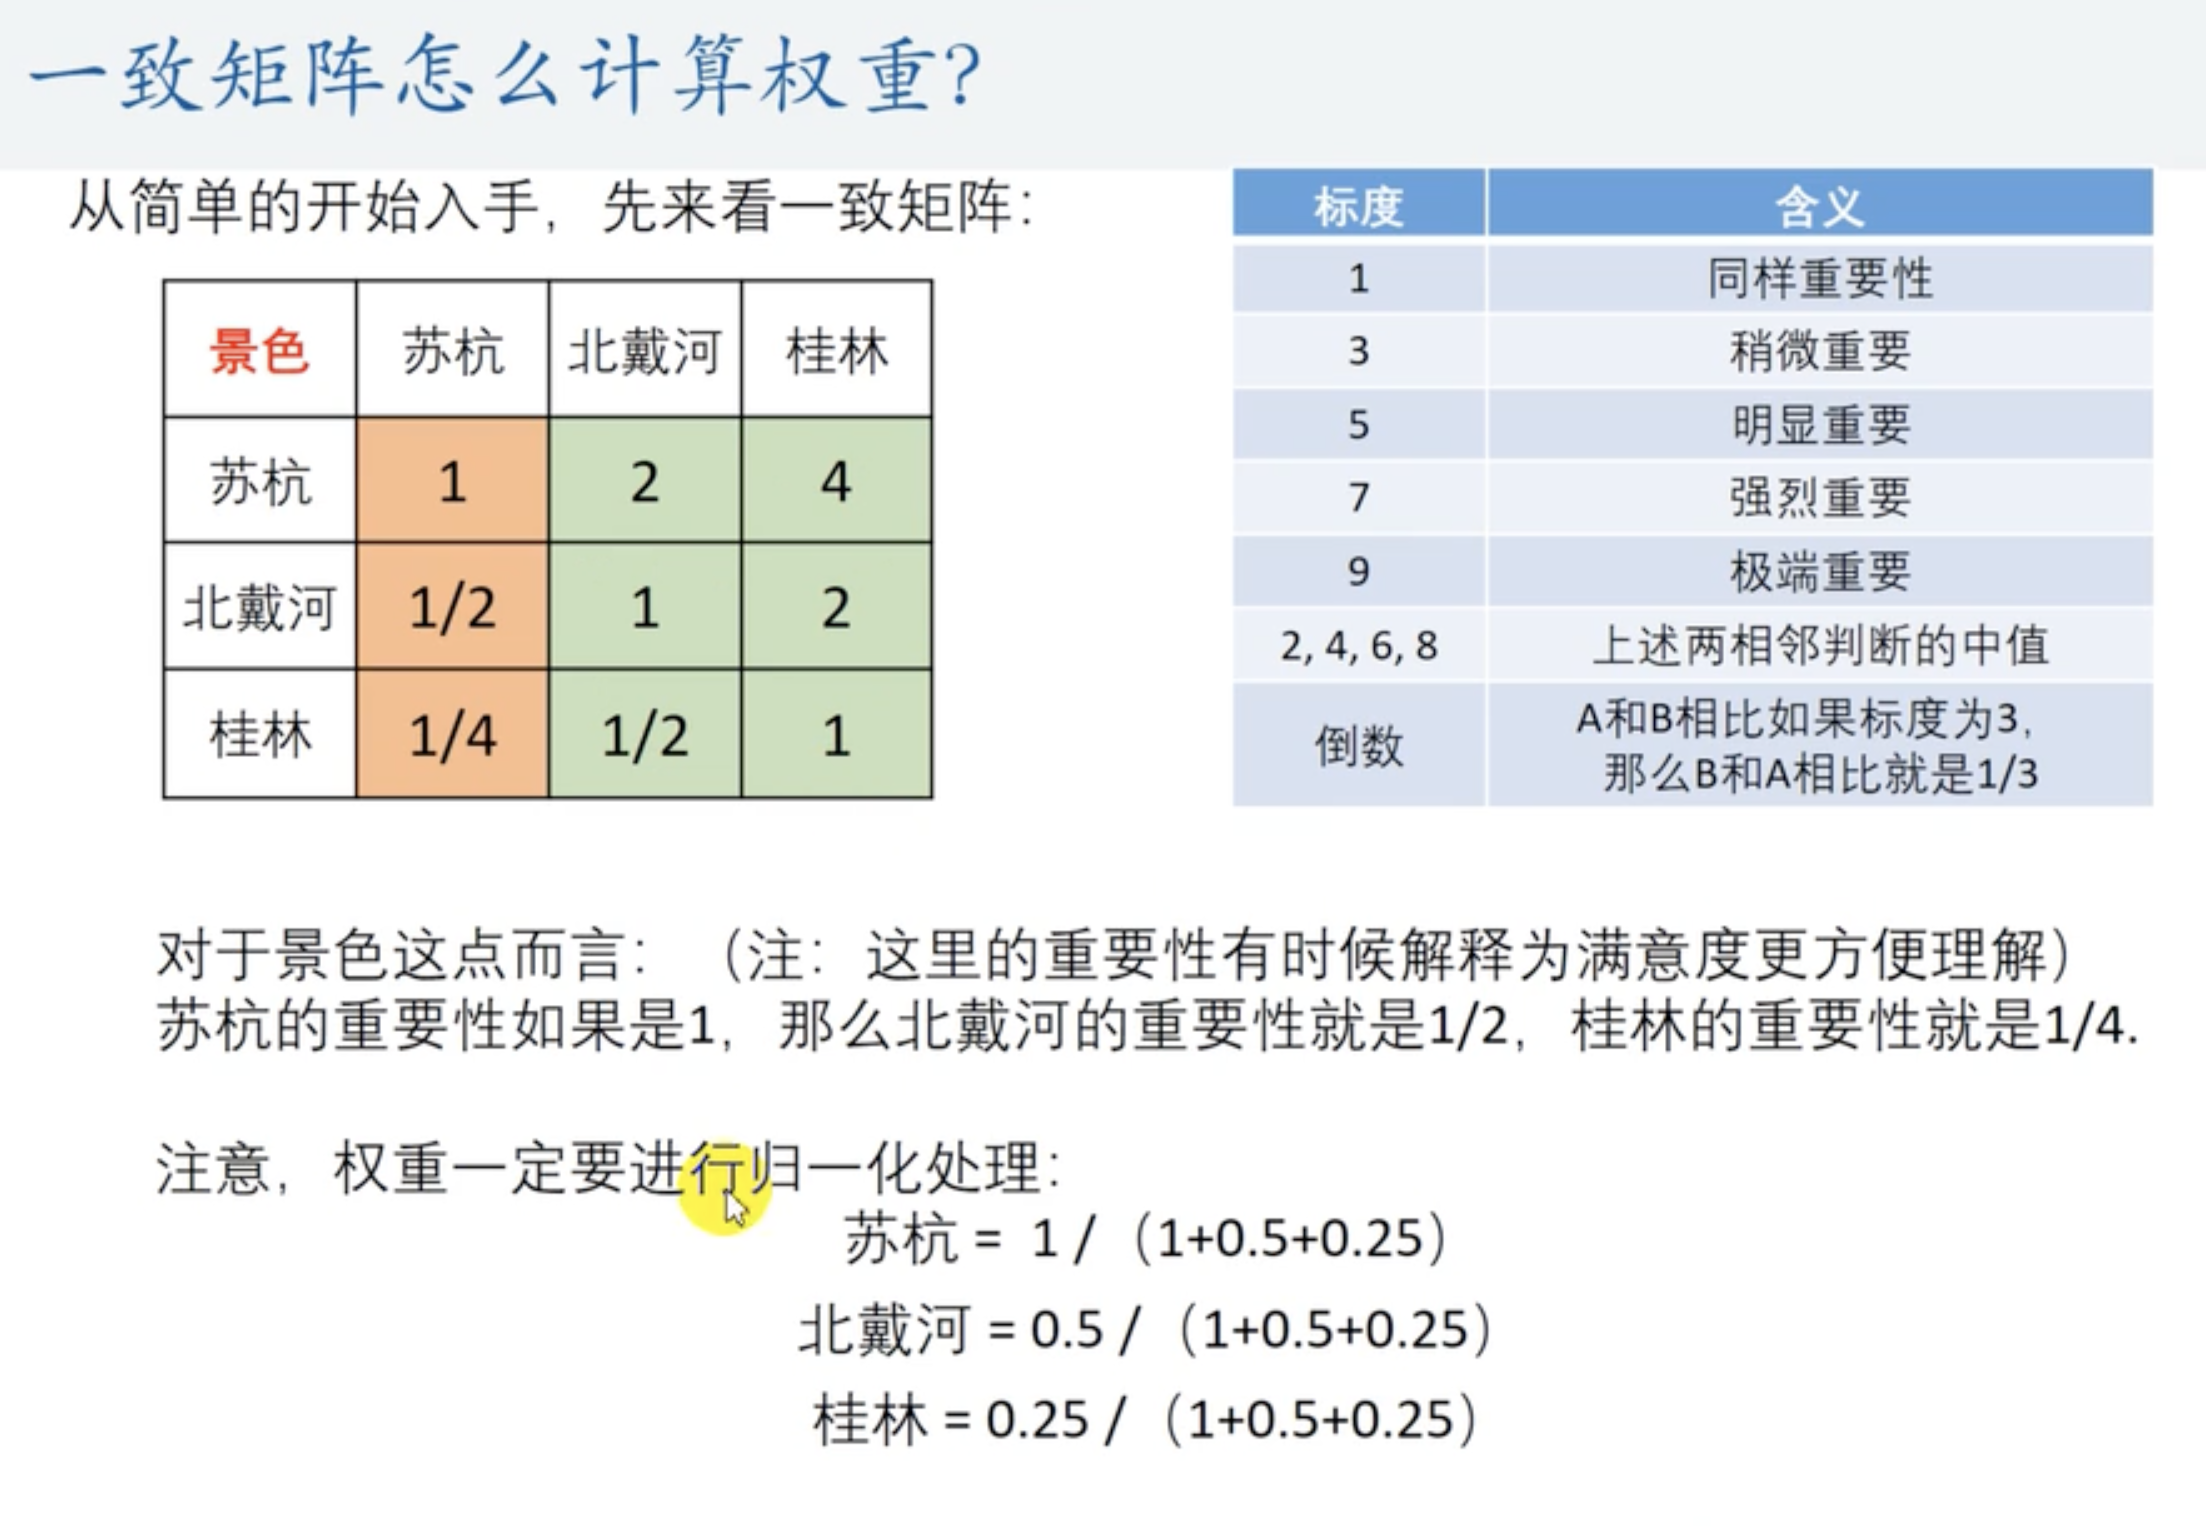 一致矩阵怎么计算权重？
从简单的开始入手，先来看一致矩阵：
景色 苏杭 北戴河 桂林
苏杭 1 2 4
北戴河 1/2 1 2
桂林 1/4 1/2 1
标度 含义
1 同样重要性
3 稍微重要
5 明显重要
7 强烈重要
9 极端重要
2, 4, 6, 8 上述两相邻判断的中值
倒数 A和B相比如果标度为3，
那么B和A相比就是1/3
对于景色这点而言：（注：这里的重要性有时候解释为满意度更方便理解）
苏杭的重要性如果是1，那么北戴河的重要性就是1/2，桂林的重要性就是1/4.
注意，权重一定要进行归一化处理：
苏杭 = 1 /（1+0.5+0.25）
北戴河 = 0.5 /（1+0.5+0.25）
桂林 = 0.25 /（1+0.5+0.25）